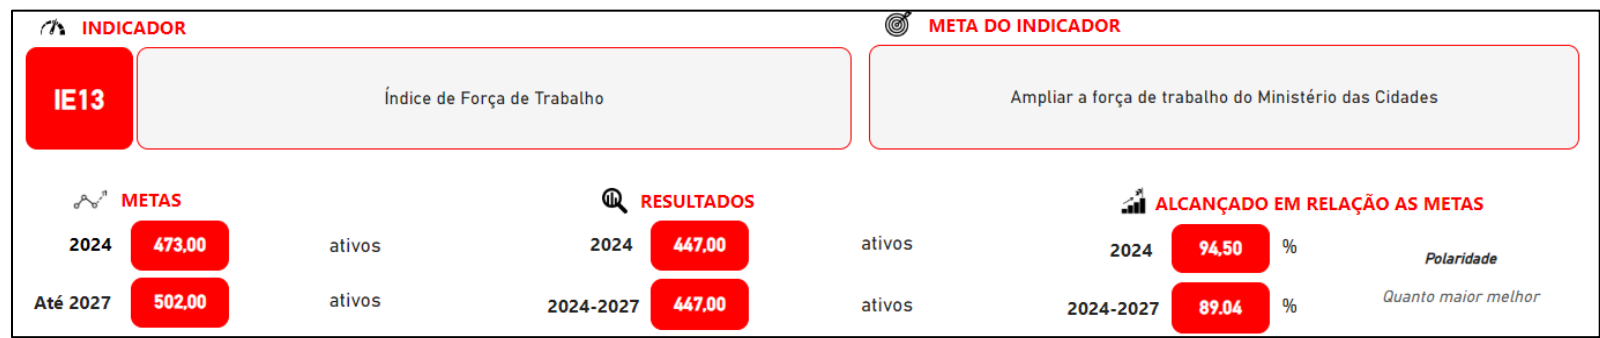 INDICADOR
META DO INDICADOR
IE13
Índice de Força de Trabalho
Ampliar a força de trabalho do Ministério das Cidades
METAS
RESULTADOS
ALCANÇADO EM RELAÇÃO AS METAS
2024 473,00 ativos
2024 447,00 ativos
2024 94,50 %
Polaridade
Até 2027 502,00 ativos
2024-2027 447,00 ativos
2024-2027 89.04 %
Quanto maior melhor